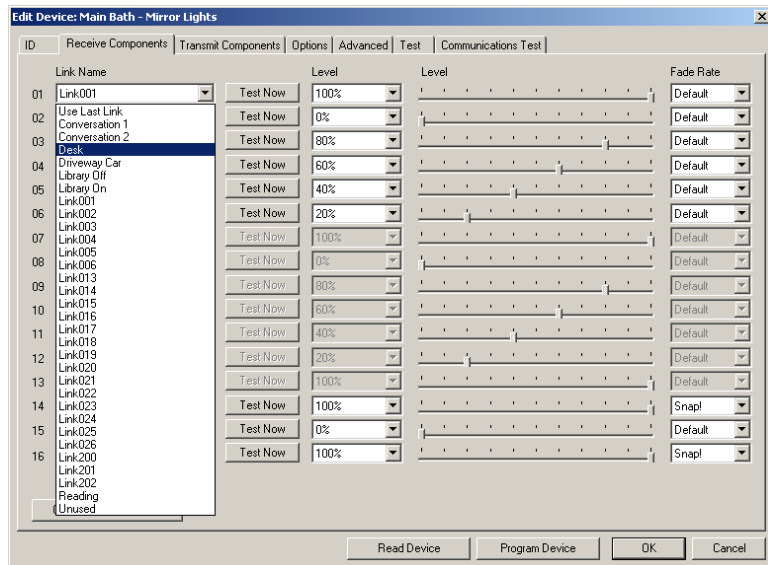 Edit Device: Main Bath - Mirror Lights
ID Receive Components Transmit Components Options Advanced Test Communications Test
Link Name Level Level Fade Rate
01 Link001 Test Now 100% Default
02 Test Now 0% Default
03 Test Now 80% Default
04 Test Now 60% Default
05 Test Now 40% Default
06 Test Now 20% Default
07 Test Now 100% Default
08 Test Now 0% Default
09 Test Now 80% Default
10 Test Now 60% Default
11 Test Now 40% Default
12 Test Now 20% Default
13 Test Now 100% Default
14 Test Now 100% Snap!
15 Test Now 0% Default
16 Test Now 100% Snap!
Use Last Link
Conversation 1
Conversation 2
Desk
Driveway Car
Library Off
Library On
Link001
Link002
Link003
Link004
Link005
Link006
Link013
Link014
Link015
Link016
Link017
Link018
Link019
Link020
Link021
Link022
Link023
Link024
Link025
Link026
Link200
Link201
Link202
Reading
Unused
Read Device Program Device OK Cancel